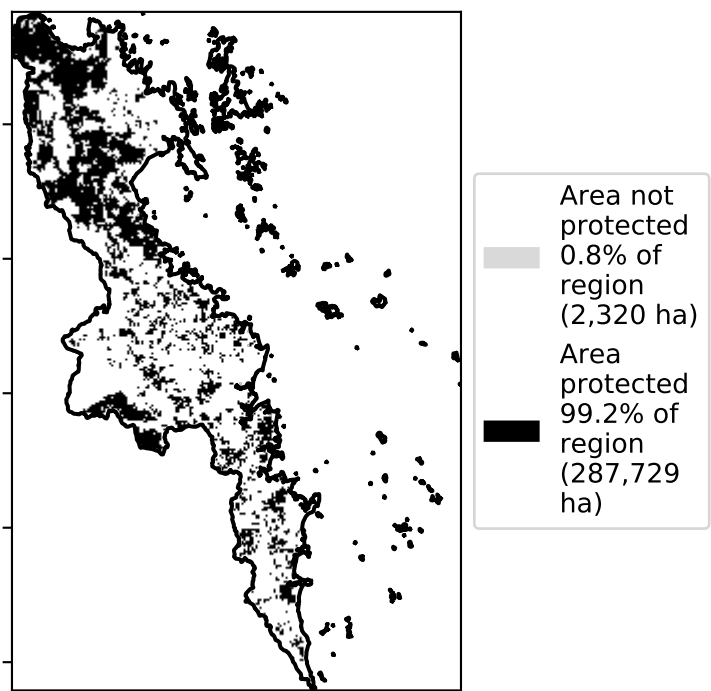 Area not
protected
0.8% of
region
(2,320 ha)
Area
protected
99.2% of
region
(287,729
ha)